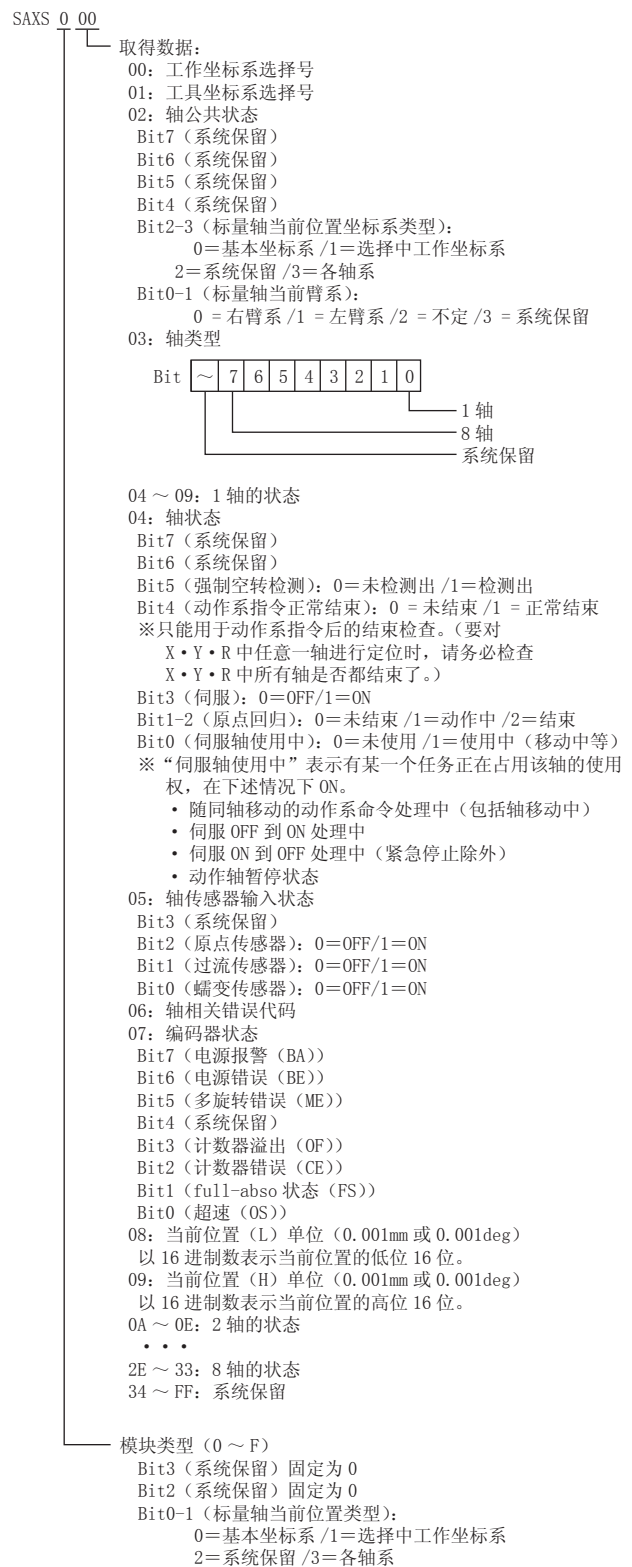 SAXS 0 00
取得数据：
00：工作坐标系选择号
01：工具坐标系选择号
02：轴公共状态
Bit7（系统保留）
Bit6（系统保留）
Bit5（系统保留）
Bit4（系统保留）
Bit2-3（标量轴当前位置坐标系类型）：
0＝基本坐标系 /1＝选择中工作坐标系
2＝系统保留 /3＝各轴系
Bit0-1（标量轴当前臂系）：
0 = 右臂系 /1 = 左臂系 /2 = 不定 /3 = 系统保留
03：轴类型
Bit ～ 7 6 5 4 3 2 1 0
1 轴
8 轴
系统保留
04 ～ 09：1 轴的状态
04：轴状态
Bit7（系统保留）
Bit6（系统保留）
Bit5（强制空转检测）：0＝未检测出 /1＝检测出
Bit4（动作系指令正常结束）：0 = 未结束 /1 = 正常结束
※只能用于动作系指令后的结束检查。（要对
X・Y・R 中任意一轴进行定位时，请务必检查
X・Y・R 中所有轴是否都结束了。）
Bit3（伺服）：0＝OFF/1＝ON
Bit1-2（原点回归）：0＝未结束 /1＝动作中 /2＝结束
Bit0（伺服轴使用中）：0＝未使用 /1＝使用中（移动中等）
※“伺服轴使用中”表示有某一个任务正在占用该轴的使用
权，在下述情况下 ON。
• 随同轴移动的动作系命令处理中（包括轴移动中）
• 伺服 OFF 到 ON 处理中
• 伺服 ON 到 OFF 处理中（紧急停止除外）
• 动作轴暂停状态
05：轴传感器输入状态
Bit3（系统保留）
Bit2（原点传感器）：0＝OFF/1＝ON
Bit1（过流传感器）：0＝OFF/1＝ON
Bit0（蠕变传感器）：0＝OFF/1＝ON
06：轴相关错误代码
07：编码器状态
Bit7（电源报警（BA））
Bit6（电源错误（BE））
Bit5（多旋转错误（ME））
Bit4（系统保留）
Bit3（计数器溢出（OF））
Bit2（计数器错误（CE））
Bit1（full-abso 状态（FS））
Bit0（超速（OS））
08：当前位置（L）单位（0.001mm 或 0.001deg）
以 16 进制数表示当前位置的低位 16 位。
09：当前位置（H）单位（0.001mm 或 0.001deg）
以 16 进制数表示当前位置的高位 16 位。
0A ～ 0E：2 轴的状态
• • •
2E ～ 33：8 轴的状态
34 ～ FF：系统保留
模块类型（0 ～ F）
Bit3（系统保留）固定为 0
Bit2（系统保留）固定为 0
Bit0-1（标量轴当前位置类型）：
0＝基本坐标系 /1＝选择中工作坐标系
2＝系统保留 /3＝各轴系